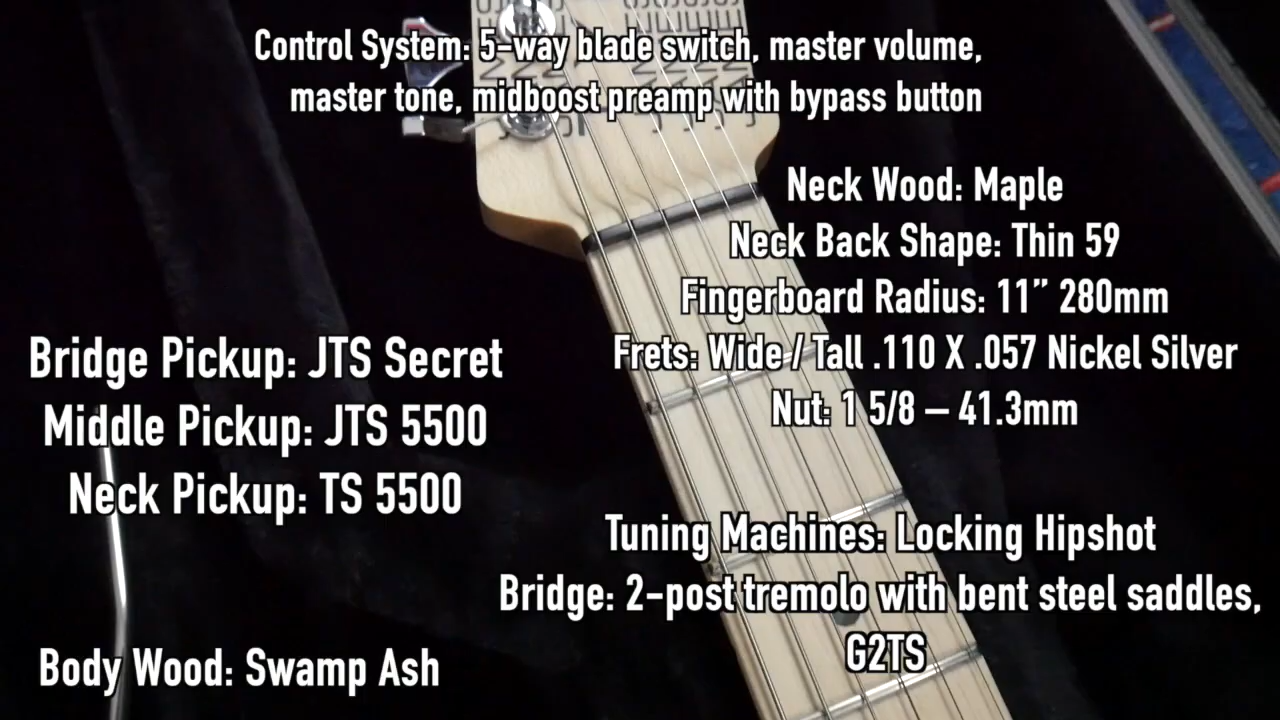 Control System: 5-way blade switch, master volume,
master tone, midboost preamp with bypass button
Neck Wood: Maple
Neck Back Shape: Thin 59
Fingerboard Radius: 11” 280mm
Frets: Wide / Tall .110 X .057 Nickel Silver
Nut: 1 5/8 – 41.3mm
Bridge Pickup: JTS Secret
Middle Pickup: JTS 5500
Neck Pickup: TS 5500
Tuning Machines: Locking Hipshot
Bridge: 2-post tremolo with bent steel saddles,
G2TS
Body Wood: Swamp Ash